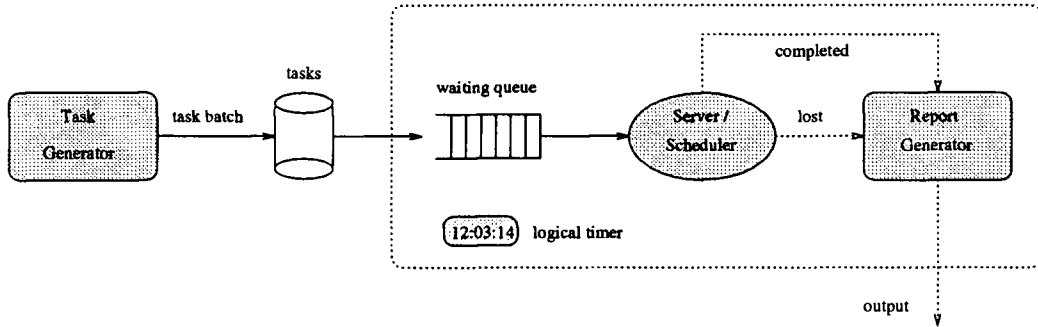 completed
tasks
waiting queue
Task
Generator
task batch
Server /
Scheduler
lost
Report
Generator
12:03:14
logical timer
output